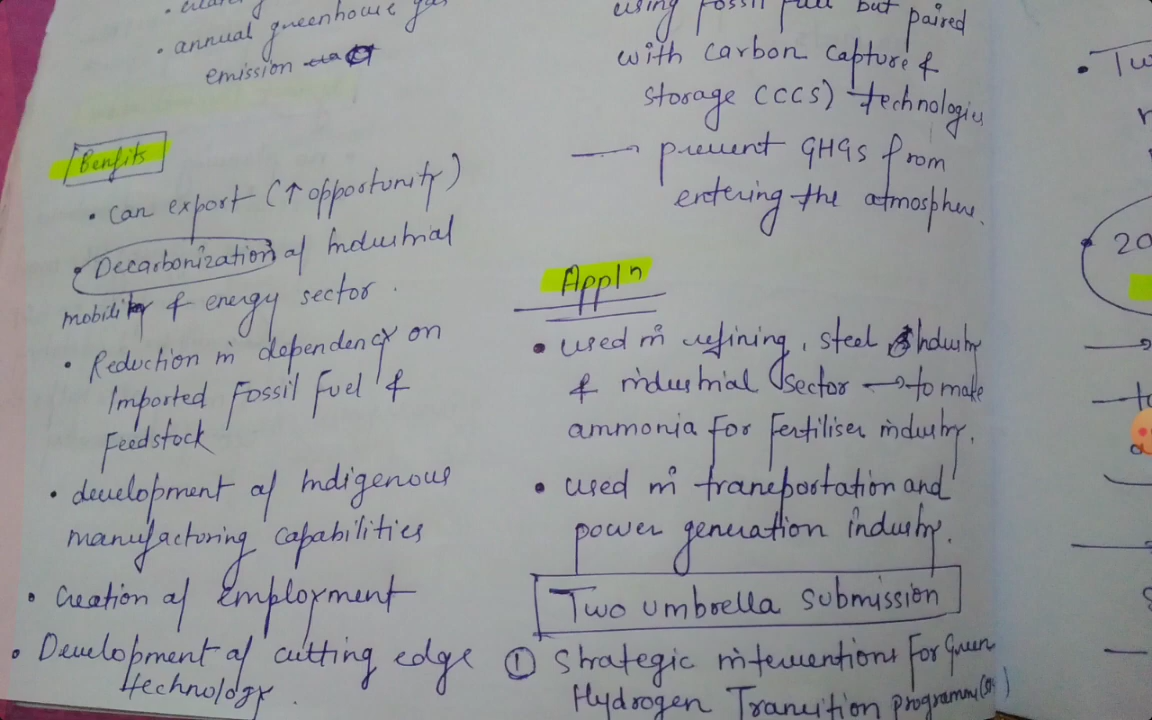 • annual greenhouse gas
emission
Benfits
• Can export (↑ opportunity)
• Decarbonization of Industrial
mobility & energy sector.
• Reduction in dependency on
Imported Fossil Fuel &
Feedstock
• development of Indigenous
manufacturing capabilities
• Creation of Employment
• Development of cutting edge
technology.
using Fossil fuel but paired
with carbon capture &
storage (CCS) technologies
→ prevent GHGs from
entering the atmosphere.
Appln
• used in refining, steel Industry
& industrial sector → to make
ammonia for Fertiliser industry.
• used in transportation and
power generation industry.
Two umbrella submission
① Strategic interventions For Green
Hydrogen Transition programm
• Tw
20